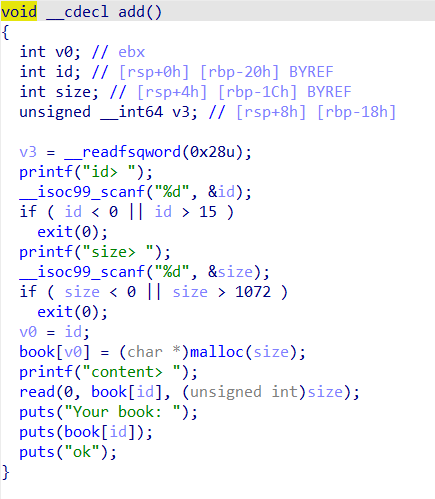 void __cdecl add()
{
  int v0; // ebx
  int id; // [rsp+0h] [rbp-20h] BYREF
  int size; // [rsp+4h] [rbp-1Ch] BYREF
  unsigned __int64 v3; // [rsp+8h] [rbp-18h]

  v3 = __readfsqword(0x28u);
  printf("id> ");
  __isoc99_scanf("%d", &id);
  if ( id < 0 || id > 15 )
    exit(0);
  printf("size> ");
  __isoc99_scanf("%d", &size);
  if ( size < 0 || size > 1072 )
    exit(0);
  v0 = id;
  book[v0] = (char *)malloc(size);
  printf("content> ");
  read(0, book[id], (unsigned int)size);
  puts("Your book: ");
  puts(book[id]);
  puts("ok");
}